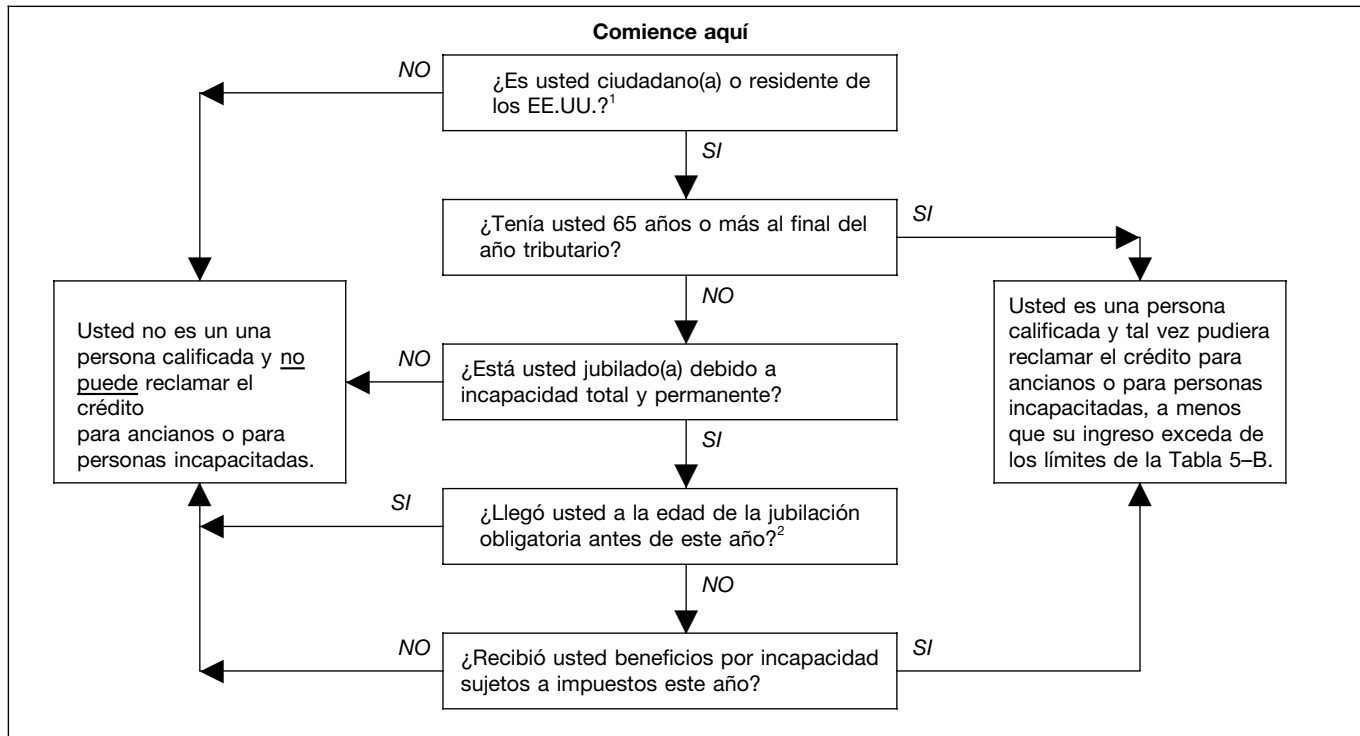 Comience aquí
NO
¿Es usted ciudadano(a) o residente de
los EE.UU.?¹
SI
¿Tenía usted 65 años o más al final del
año tributario?
SI
NO
Usted no es un una
persona calificada y no
puede reclamar el
crédito
para ancianos o para
personas incapacitadas.
NO
¿Está usted jubilado(a) debido a
incapacidad total y permanente?
Usted es una persona
calificada y tal vez pudiera
reclamar el crédito para
ancianos o para personas
incapacitadas, a menos
que su ingreso exceda de
los límites de la Tabla 5–B.
SI
SI
¿Llegó usted a la edad de la jubilación
obligatoria antes de este año?²
NO
NO
¿Recibió usted beneficios por incapacidad
sujetos a impuestos este año?
SI